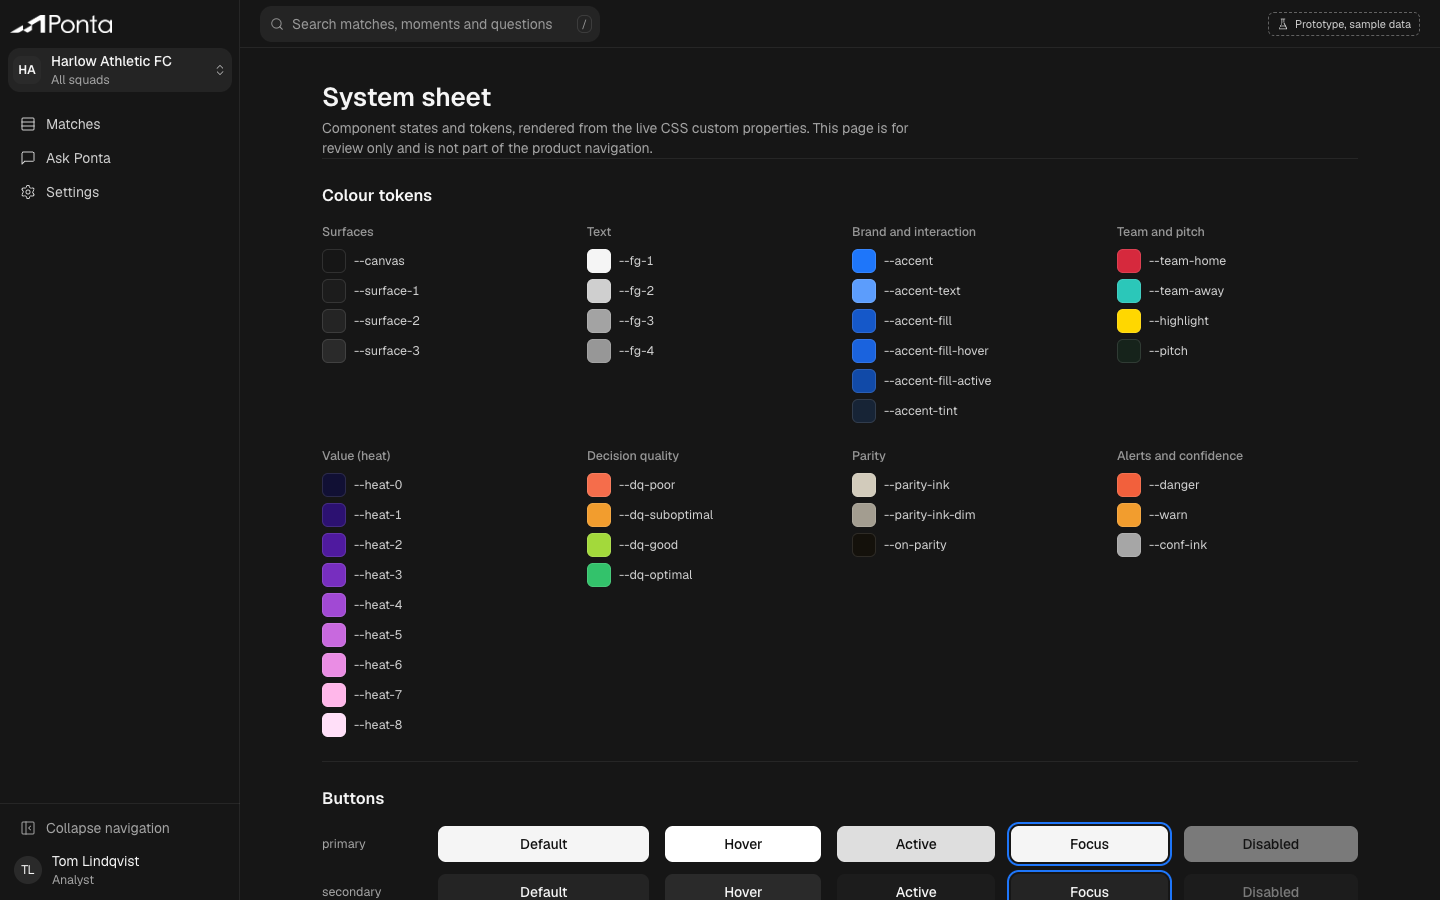 Ponta
Search matches, moments and questions
/
Prototype, sample data
HA
Harlow Athletic FC
All squads
Matches
Ask Ponta
Settings
System sheet
Component states and tokens, rendered from the live CSS custom properties. This page is for
review only and is not part of the product navigation.
Colour tokens
Surfaces
--canvas
--surface-1
--surface-2
--surface-3
Text
--fg-1
--fg-2
--fg-3
--fg-4
Brand and interaction
--accent
--accent-text
--accent-fill
--accent-fill-hover
--accent-fill-active
--accent-tint
Team and pitch
--team-home
--team-away
--highlight
--pitch
Value (heat)
--heat-0
--heat-1
--heat-2
--heat-3
--heat-4
--heat-5
--heat-6
--heat-7
--heat-8
Decision quality
--dq-poor
--dq-suboptimal
--dq-good
--dq-optimal
Parity
--parity-ink
--parity-ink-dim
--on-parity
Alerts and confidence
--danger
--warn
--conf-ink
Buttons
primary
Default
Hover
Active
Focus
Disabled
secondary
Default
Hover
Active
Focus
Disabled
Collapse navigation
TL
Tom Lindqvist
Analyst